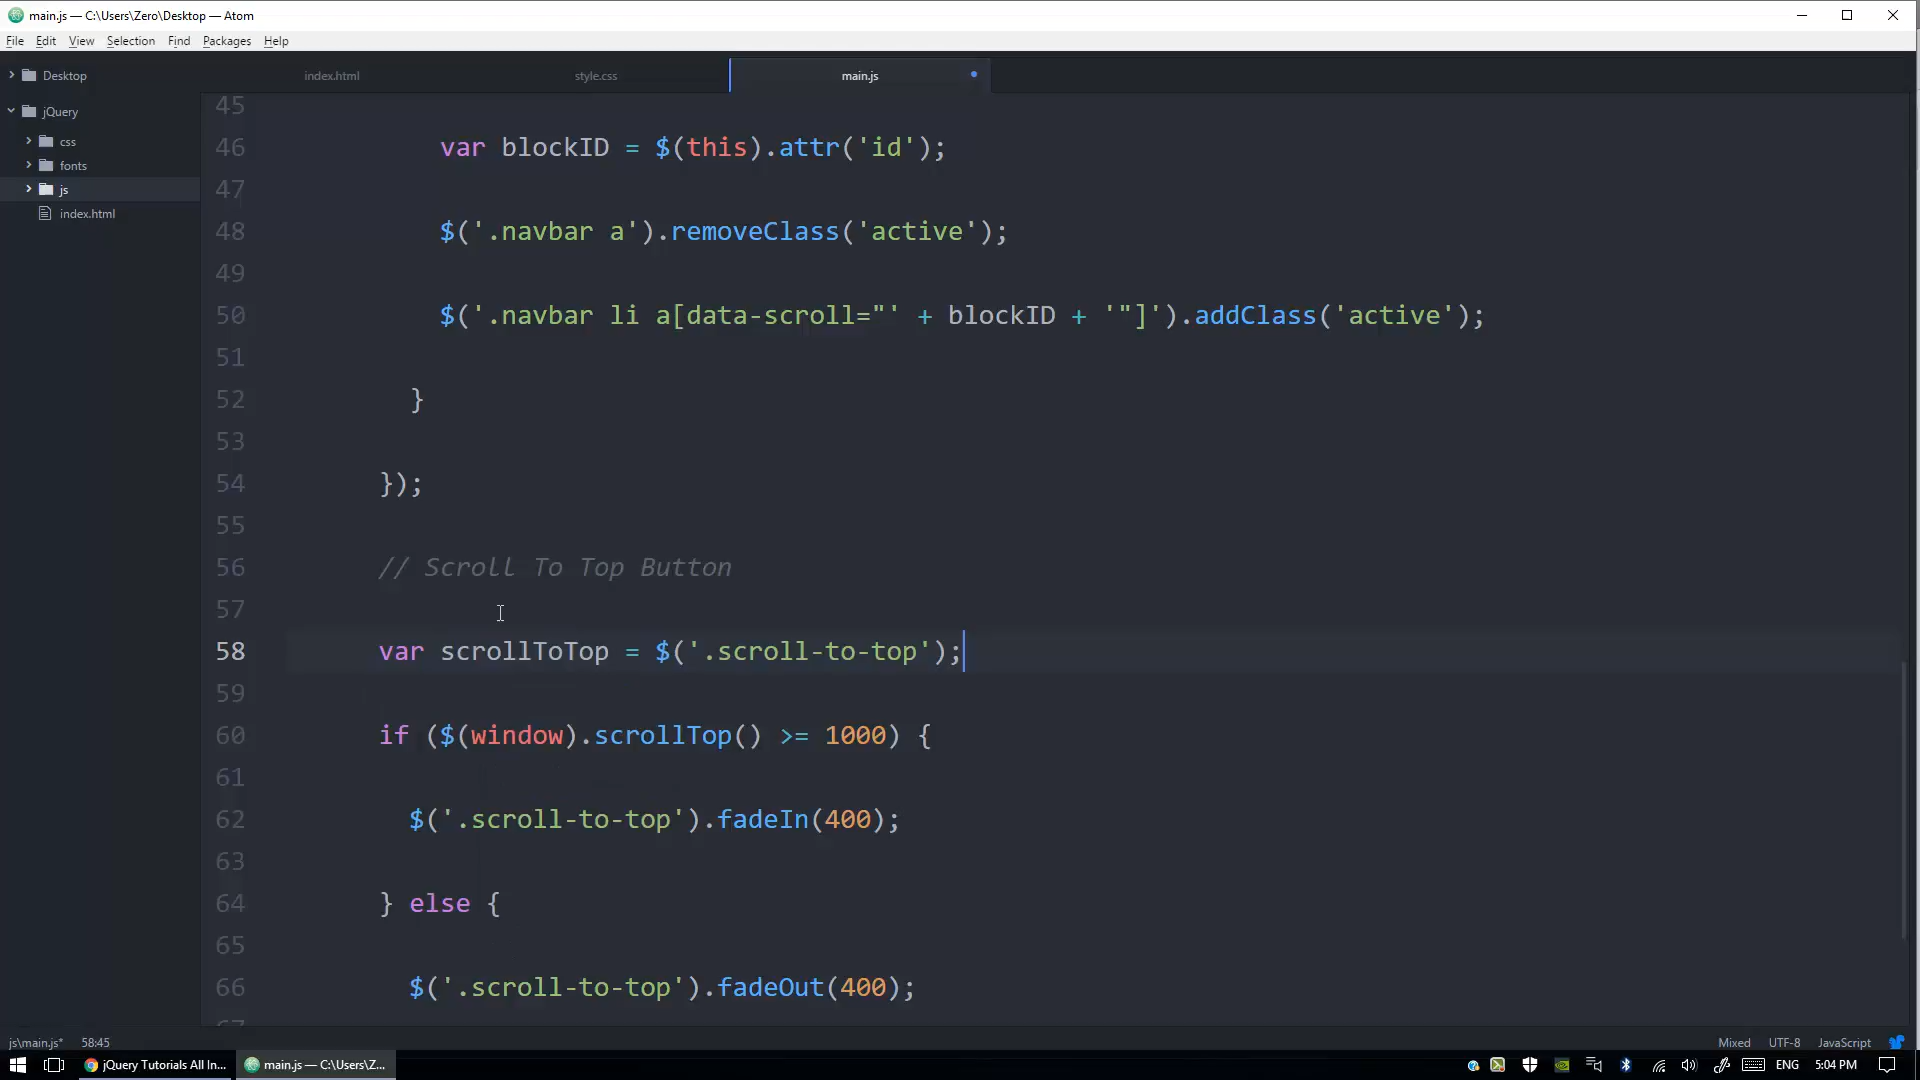 main.js — C:\Users\Zero\Desktop — Atom
File Edit View Selection Find Packages Help
Desktop
jQuery
css
fonts
js
index.html
index.html style.css main.js
45
46 var blockID = $(this).attr('id');
47
48 $('.navbar a').removeClass('active');
49
50 $('.navbar li a[data-scroll="' + blockID + '"]').addClass('active');
51
52 }
53
54 });
55
56 // Scroll To Top Button
57
58 var scrollToTop = $('.scroll-to-top');
59
60 if ($(window).scrollTop() >= 1000) {
61
62 $('.scroll-to-top').fadeIn(400);
63
64 } else {
65
66 $('.scroll-to-top').fadeOut(400);
67
js\main.js* 58:45 Mixed UTF-8 JavaScript
jQuery Tutorials All In... main.js — C:\Users\Z... ENG 5:04 PM